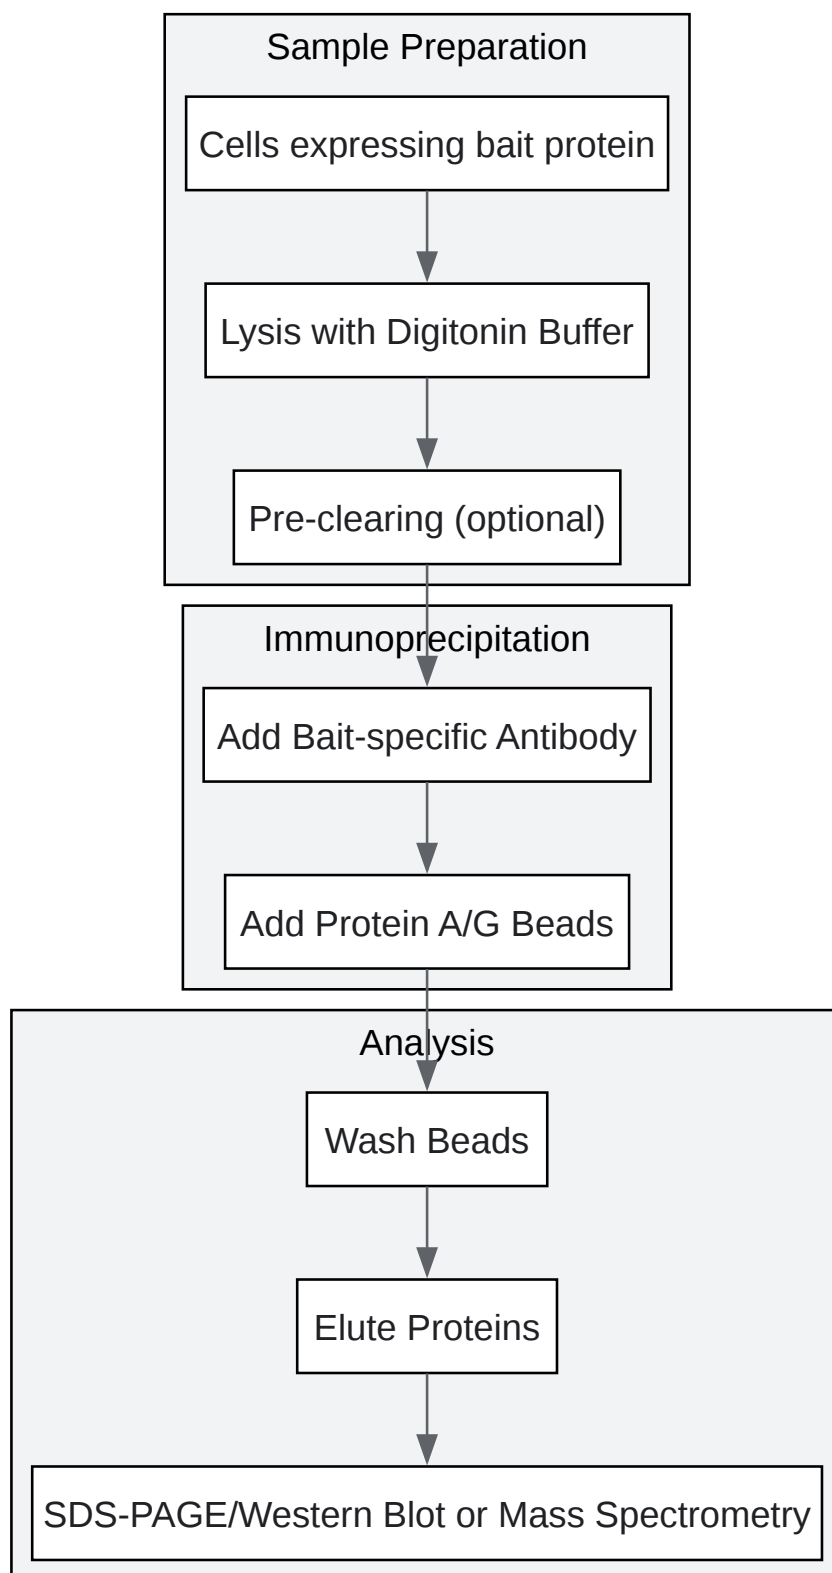 Sample Preparation
Cells expressing bait protein
Lysis with Digitonin Buffer
Pre-clearing (optional)
Immunoprecipitation
Add Bait-specific Antibody
Add Protein A/G Beads
Analysis
Wash Beads
Elute Proteins
SDS-PAGE/Western Blot or Mass Spectrometry